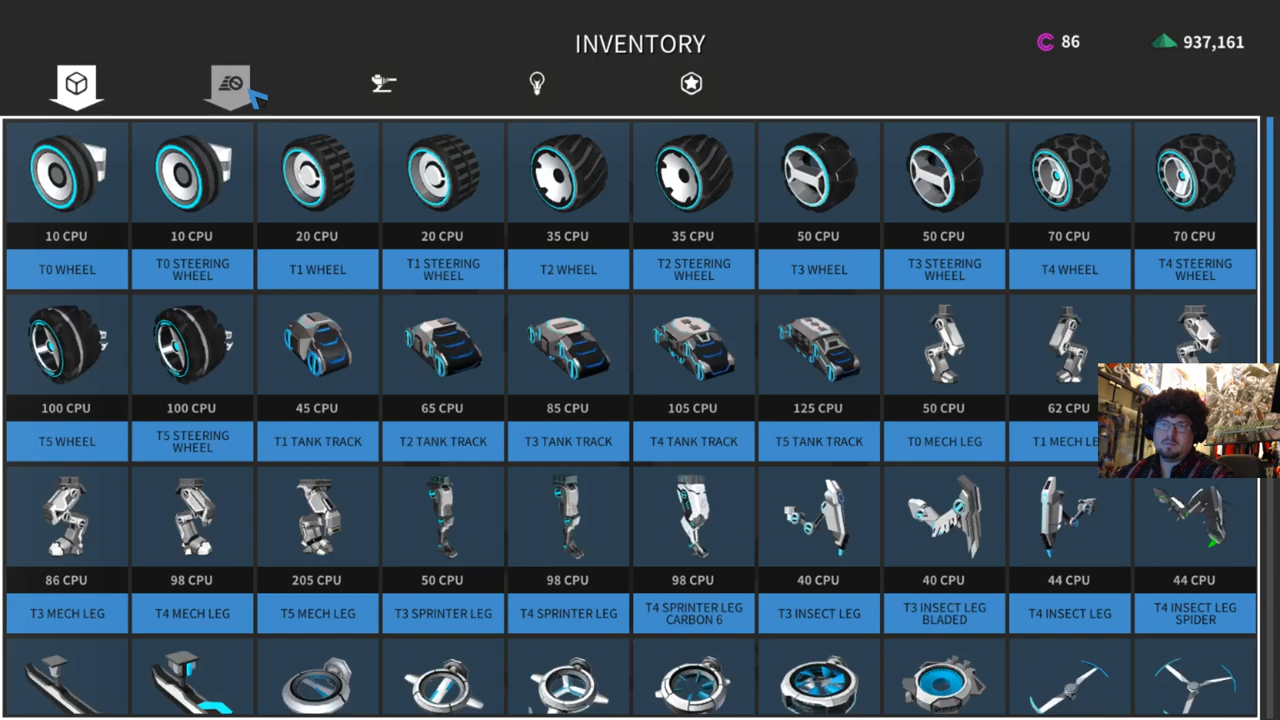 INVENTORY
86
937,161
10 CPU
10 CPU
20 CPU
20 CPU
35 CPU
35 CPU
50 CPU
50 CPU
70 CPU
70 CPU
T0 WHEEL
T0 STEERING
WHEEL
T1 WHEEL
T1 STEERING
WHEEL
T2 WHEEL
T2 STEERING
WHEEL
T3 WHEEL
T3 STEERING
WHEEL
T4 WHEEL
T4 STEERING
WHEEL
100 CPU
100 CPU
45 CPU
65 CPU
85 CPU
105 CPU
125 CPU
50 CPU
62 CPU
T5 WHEEL
T5 STEERING
WHEEL
T1 TANK TRACK
T2 TANK TRACK
T3 TANK TRACK
T4 TANK TRACK
T5 TANK TRACK
T0 MECH LEG
T1 MECH LE
86 CPU
98 CPU
205 CPU
50 CPU
98 CPU
98 CPU
40 CPU
40 CPU
44 CPU
44 CPU
T3 MECH LEG
T4 MECH LEG
T5 MECH LEG
T3 SPRINTER LEG
T4 SPRINTER LEG
T4 SPRINTER LEG
CARBON 6
T3 INSECT LEG
T3 INSECT LEG
BLADED
T4 INSECT LEG
T4 INSECT LEG
SPIDER